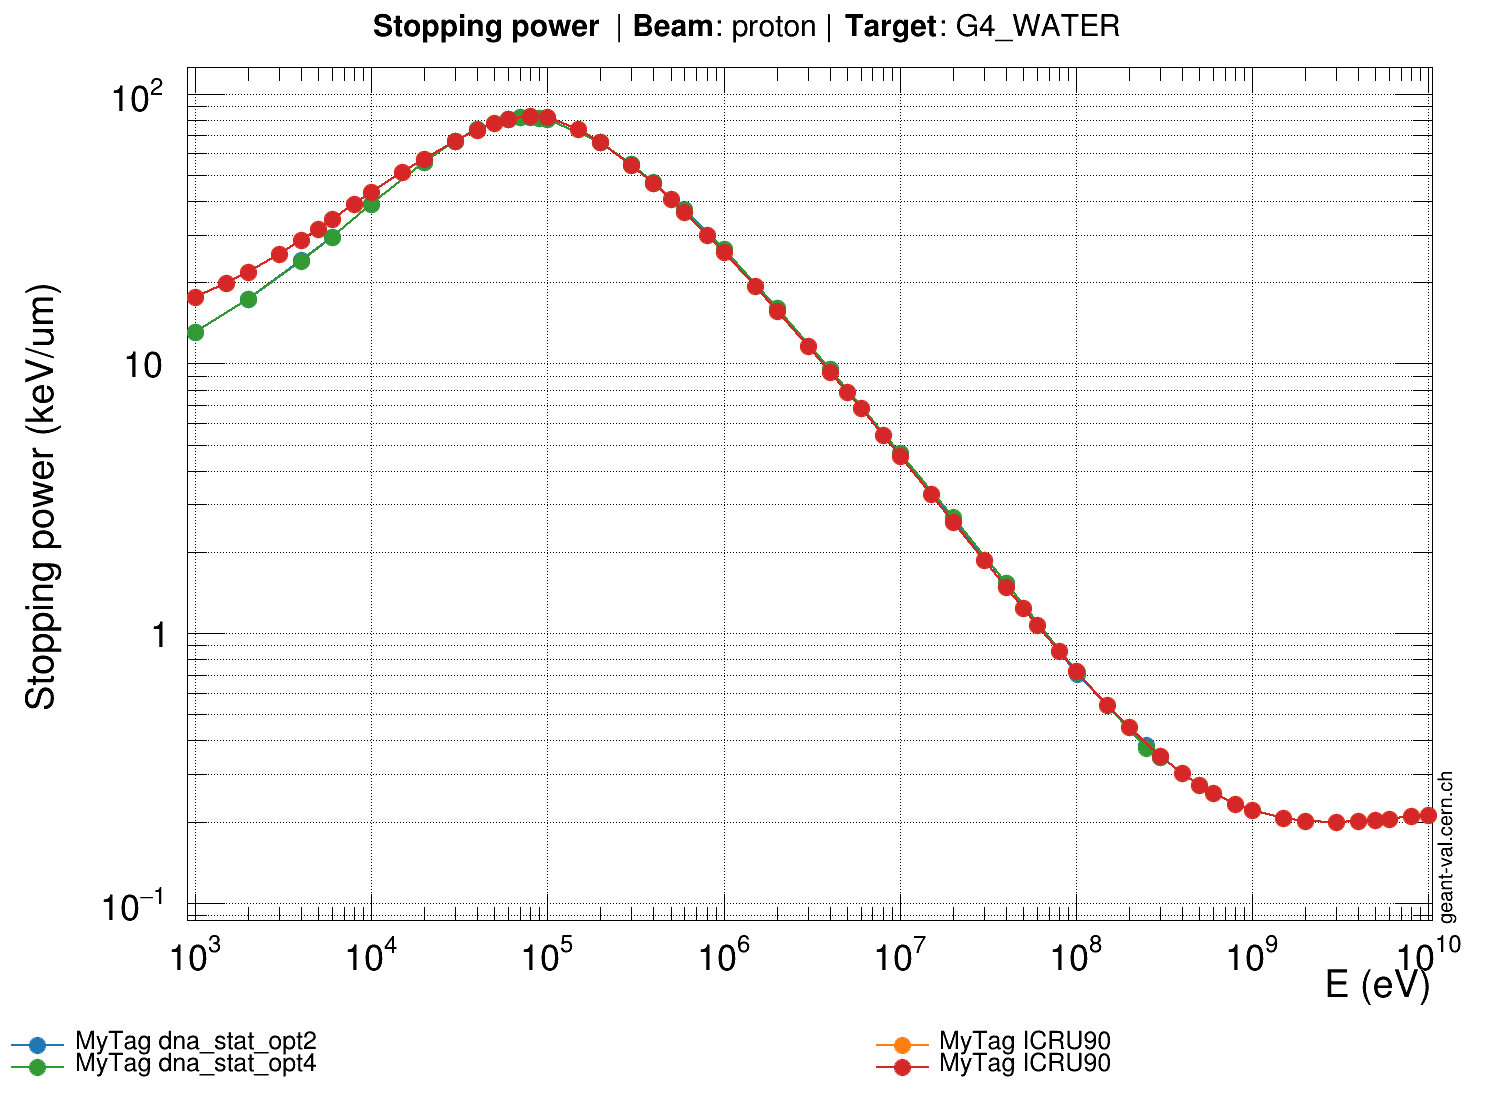 Stopping power | Beam: proton | Target: G4_WATER
Stopping power (keV/um)
10²
10
1
10⁻¹
10³ 10⁴ 10⁵ 10⁶ 10⁷ 10⁸ 10⁹ 10¹⁰
E (eV)
geant-val.cern.ch
MyTag dna_stat_opt2
MyTag dna_stat_opt4
MyTag ICRU90
MyTag ICRU90